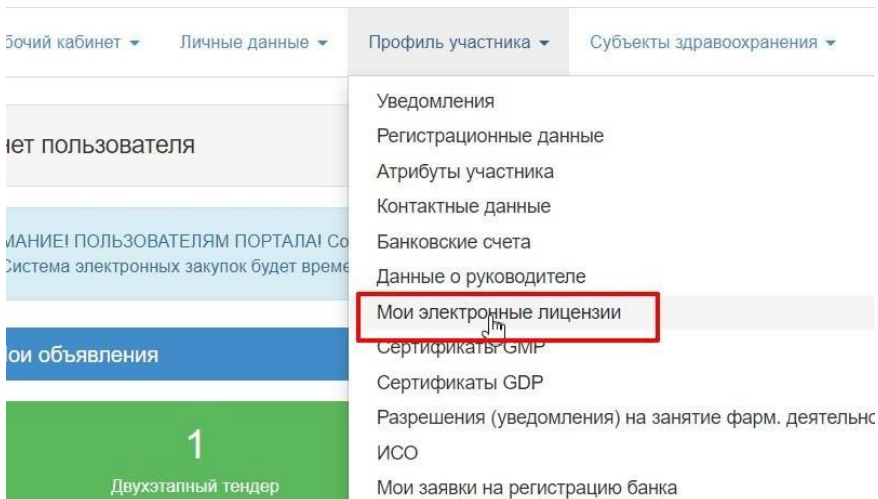 бочий кабинет Личные данные Профиль участника Субъекты здравоохранения
Уведомления
Регистрационные данные
нет пользователя
Атрибуты участника
Контактные данные
МАНИЕ! ПОЛЬЗОВАТЕЛЯМ ПОРТАЛА! Со
Банковские счета
Система электронных закупок будет време
Данные о руководителе
Мои электронные лицензии
Сертификаты GMP
ои объявления
Сертификаты GDP
Разрешения (уведомления) на занятие фарм. деятельно
1
ИСО
Двухэтапный тендер
Мои заявки на регистрацию банка